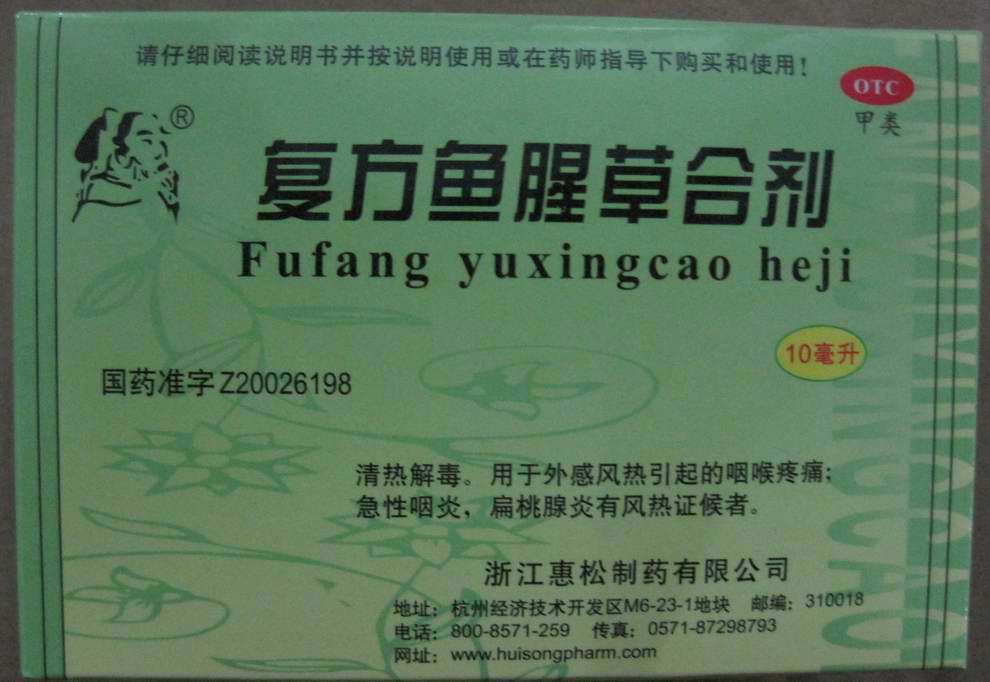 请仔细阅读说明书并按说明使用或在药师指导下购买和使用!
OTC
甲类
®
复方鱼腥草合剂
Fufang yuxingcao heji
10毫升
国药准字Z20026198
清热解毒。用于外感风热引起的咽喉疼痛;
急性咽炎,扁桃腺炎有风热证候者。
浙江惠松制药有限公司
地址:杭州经济技术开发区M6-23-1地块 邮编:310018
电话:800-8571-259 传真:0571-87298793
网址:www.huisongpharm.com